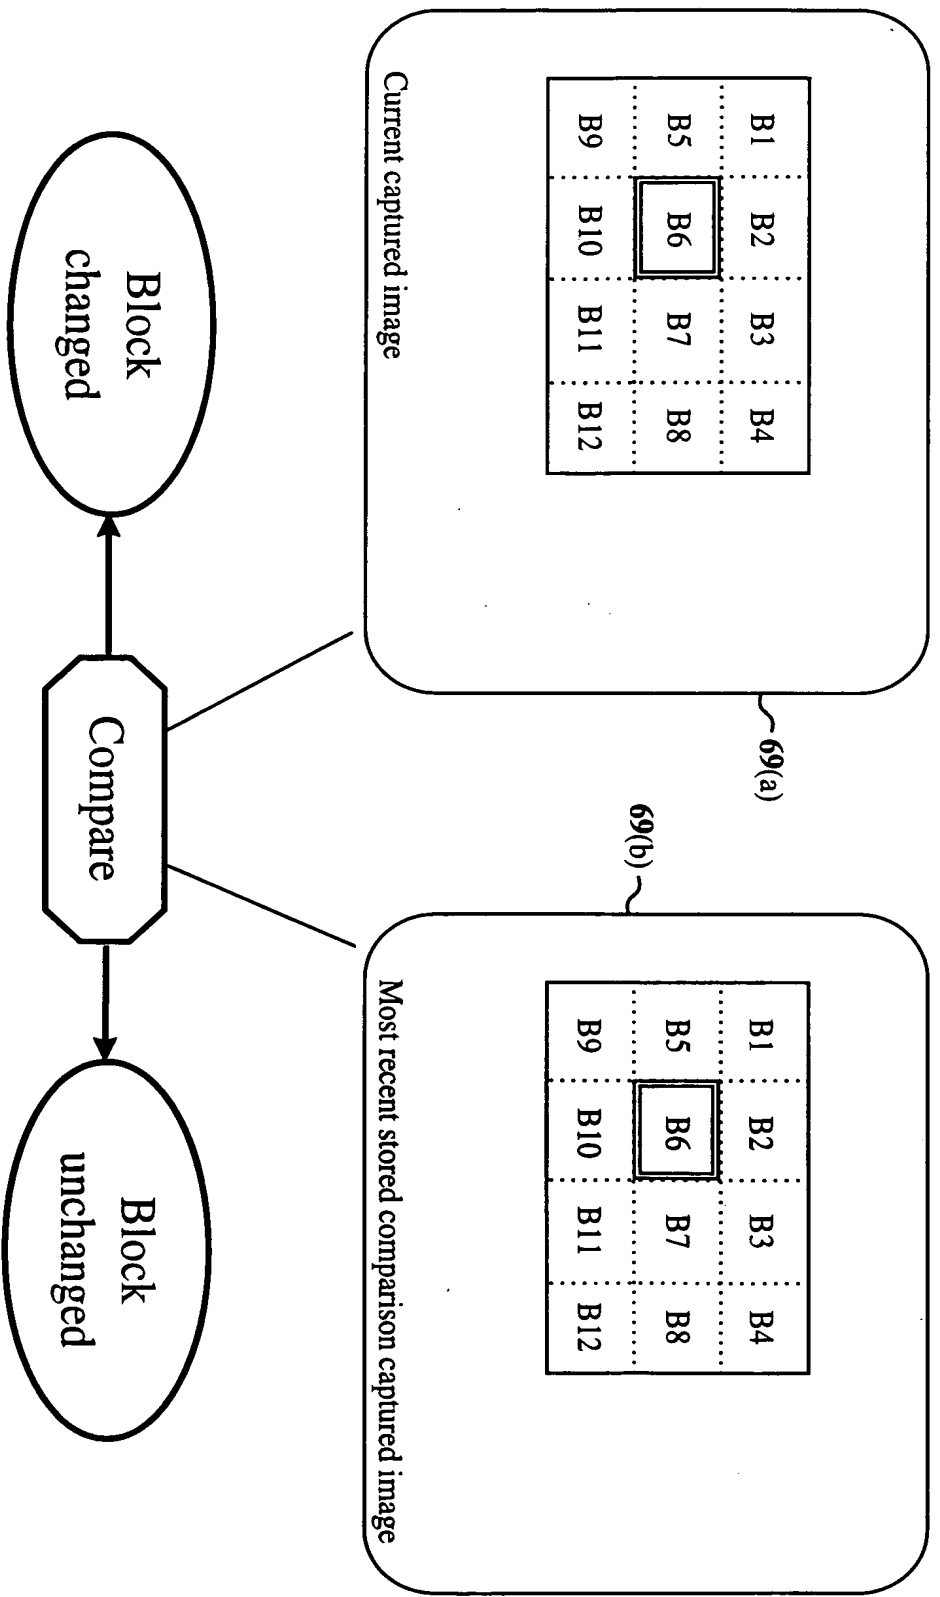 69(a)
B1 B2 B3 B4
B5 B6 B7 B8
B9 B10 B11 B12
Current captured image
69(b)
B1 B2 B3 B4
B5 B6 B7 B8
B9 B10 B11 B12
Most recent stored comparison captured image
Compare
Block
changed
Block
unchanged